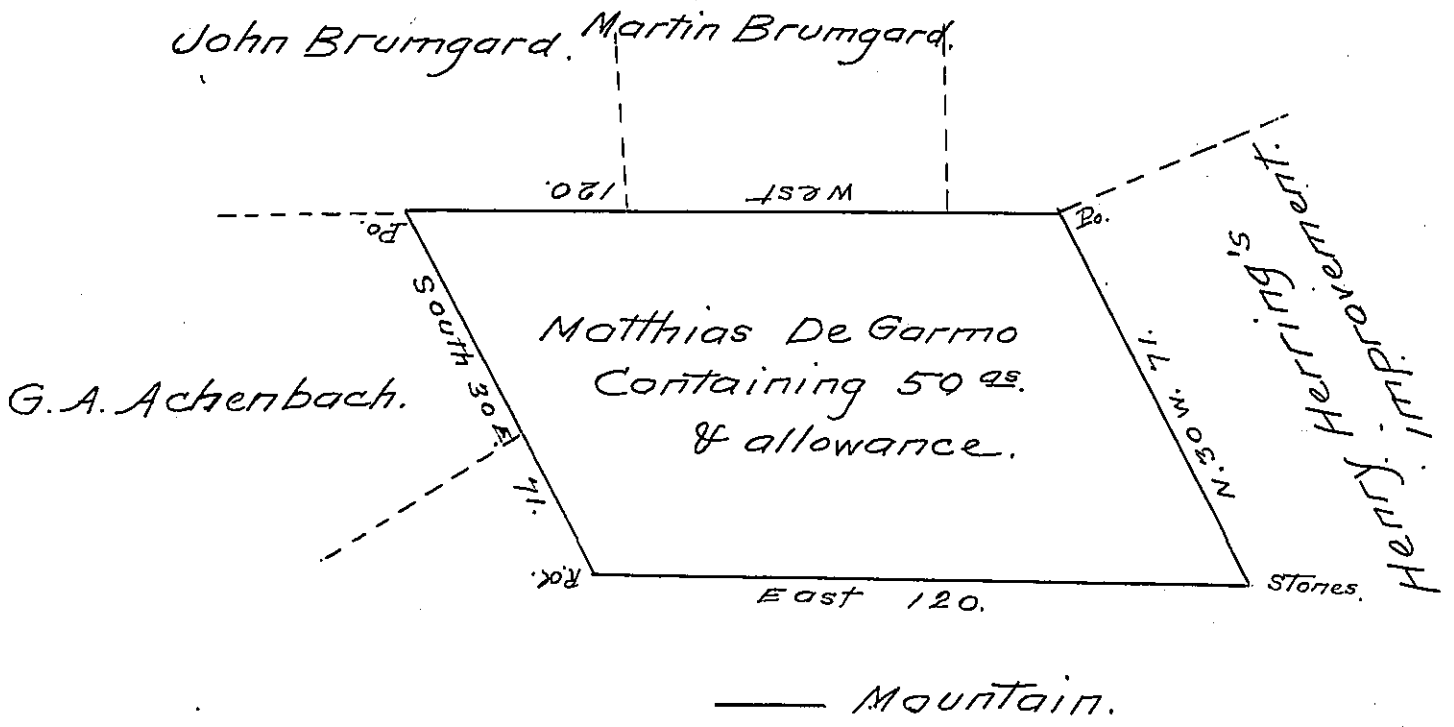 John Brumgard. Martin Brumgard.
West 120.
Po.
Po.
South 30 E. 71.
N. 30 W. 71.
Matthias De Garmo
Containing 50 as.
& allowance.
G. A. Achenbach.
Henry Herring's
Improvement.
R.O.
Stones.
East 120.
Mountain.